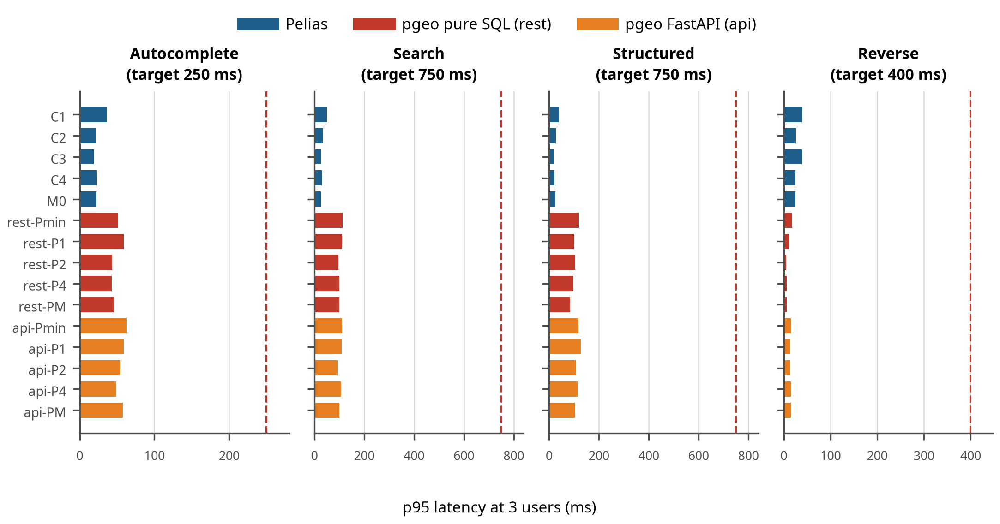 Pelias pgeo pure SQL (rest) pgeo FastAPI (api)
Autocomplete
(target 250 ms)
Search
(target 750 ms)
Structured
(target 750 ms)
Reverse
(target 400 ms)
C1
C2
C3
C4
M0
rest-Pmin
rest-P1
rest-P2
rest-P4
rest-PM
api-Pmin
api-P1
api-P2
api-P4
api-PM
0 100 200
0 200 400 600 800
0 200 400 600 800
0 100 200 300 400
p95 latency at 3 users (ms)